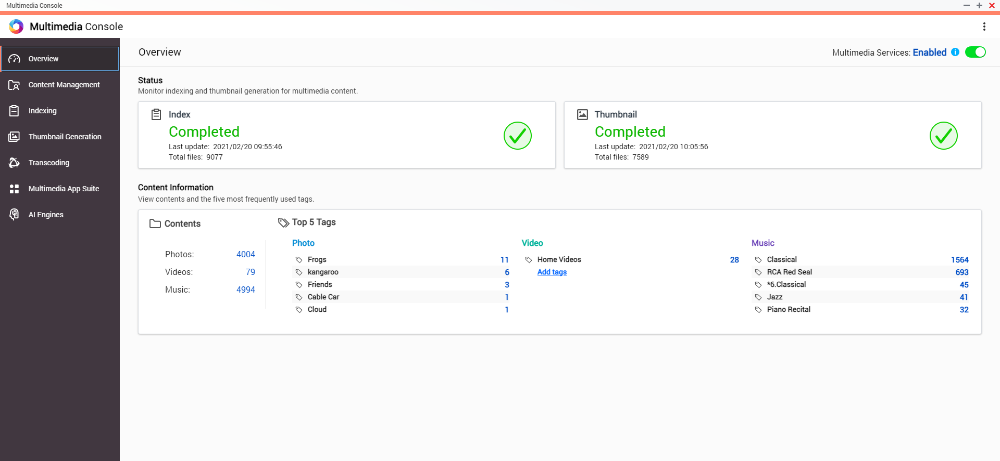 Multimedia Console
Multimedia Console
Overview
Content Management
Indexing
Thumbnail Generation
Transcoding
Multimedia App Suite
AI Engines
Overview
Multimedia Services: Enabled
Status
Monitor indexing and thumbnail generation for multimedia content.
Index
Completed
Last update: 2021/02/20 09:55:46
Total files: 9077
Thumbnail
Completed
Last update: 2021/02/20 10:05:56
Total files: 7589
Content Information
View contents and the five most frequently used tags.
Contents
Photos: 4004
Videos: 79
Music: 4994
Top 5 Tags
Photo
Frogs 11
kangaroo 6
Friends 3
Cable Car 1
Cloud 1
Video
Home Videos 28
Add tags
Music
Classical 1564
RCA Red Seal 693
*6.Classical 45
Jazz 41
Piano Recital 32